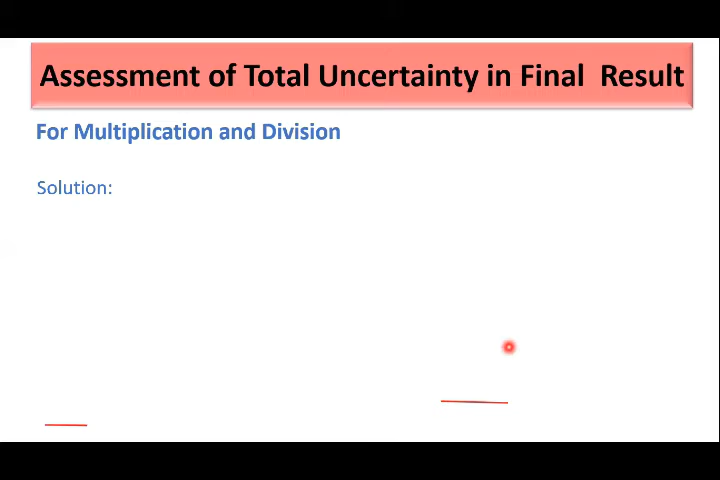 Assessment of Total Uncertainty in Final Result
For Multiplication and Division
Solution: